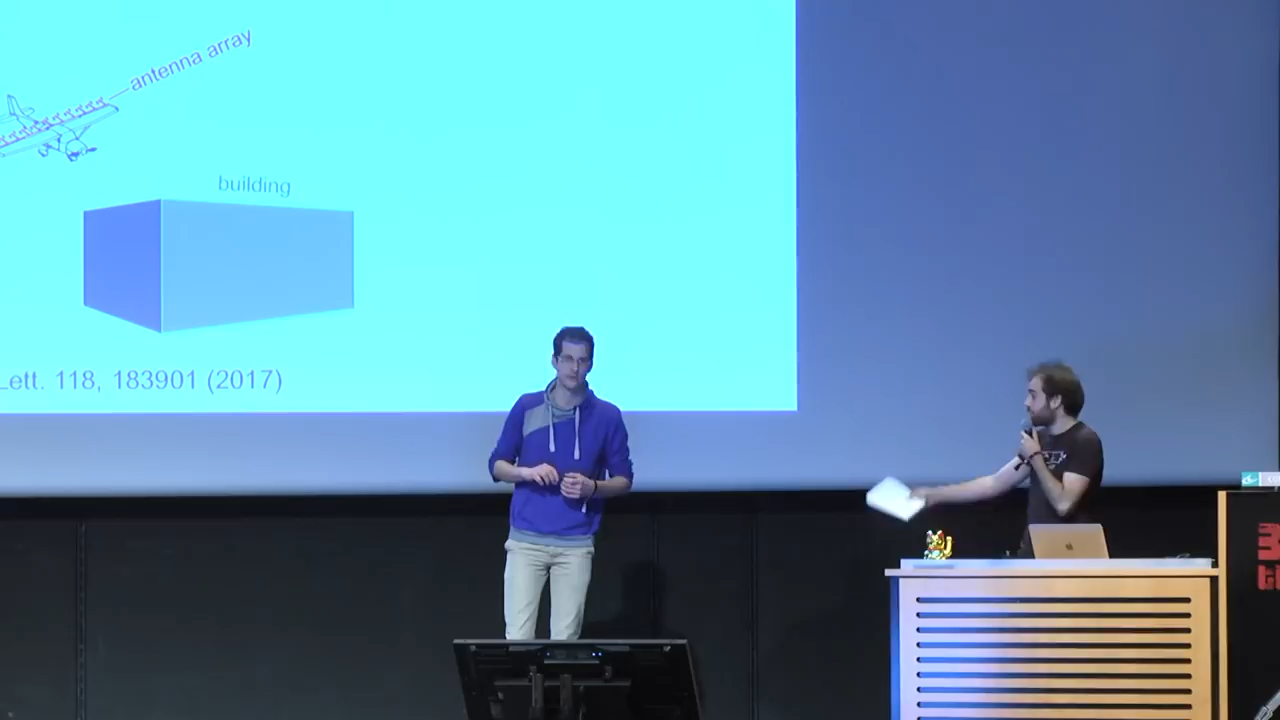 antenna array
building
Lett. 118, 183901 (2017)